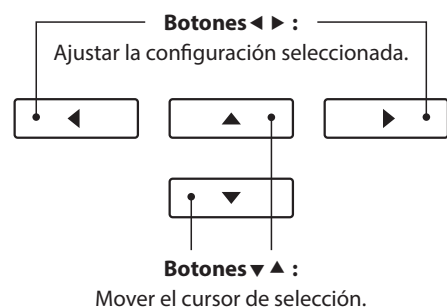 Botones◀ ▶ :
Ajustar la configuración seleccionada.
◀ ▲ ▶
▼
Botones▼ ▲ :
Mover el cursor de selección.